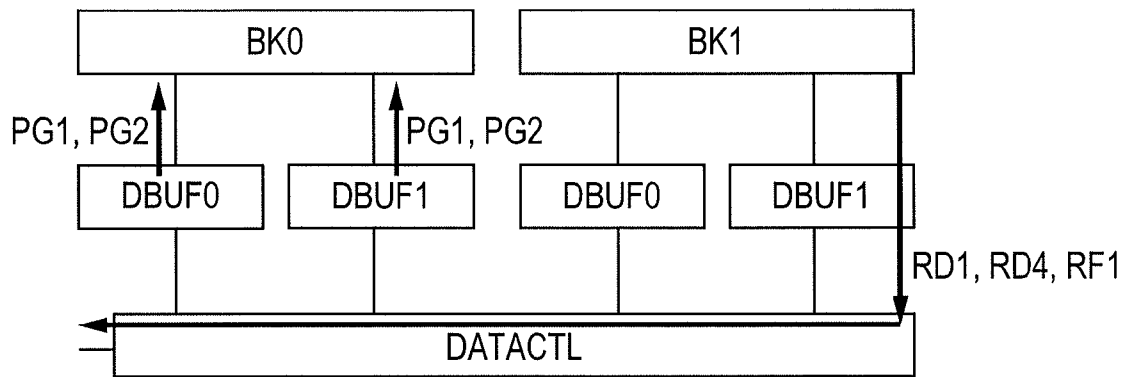 BK0
BK1
PG1, PG2
PG1, PG2
DBUF0
DBUF1
DBUF0
DBUF1
RD1, RD4, RF1
DATACTL